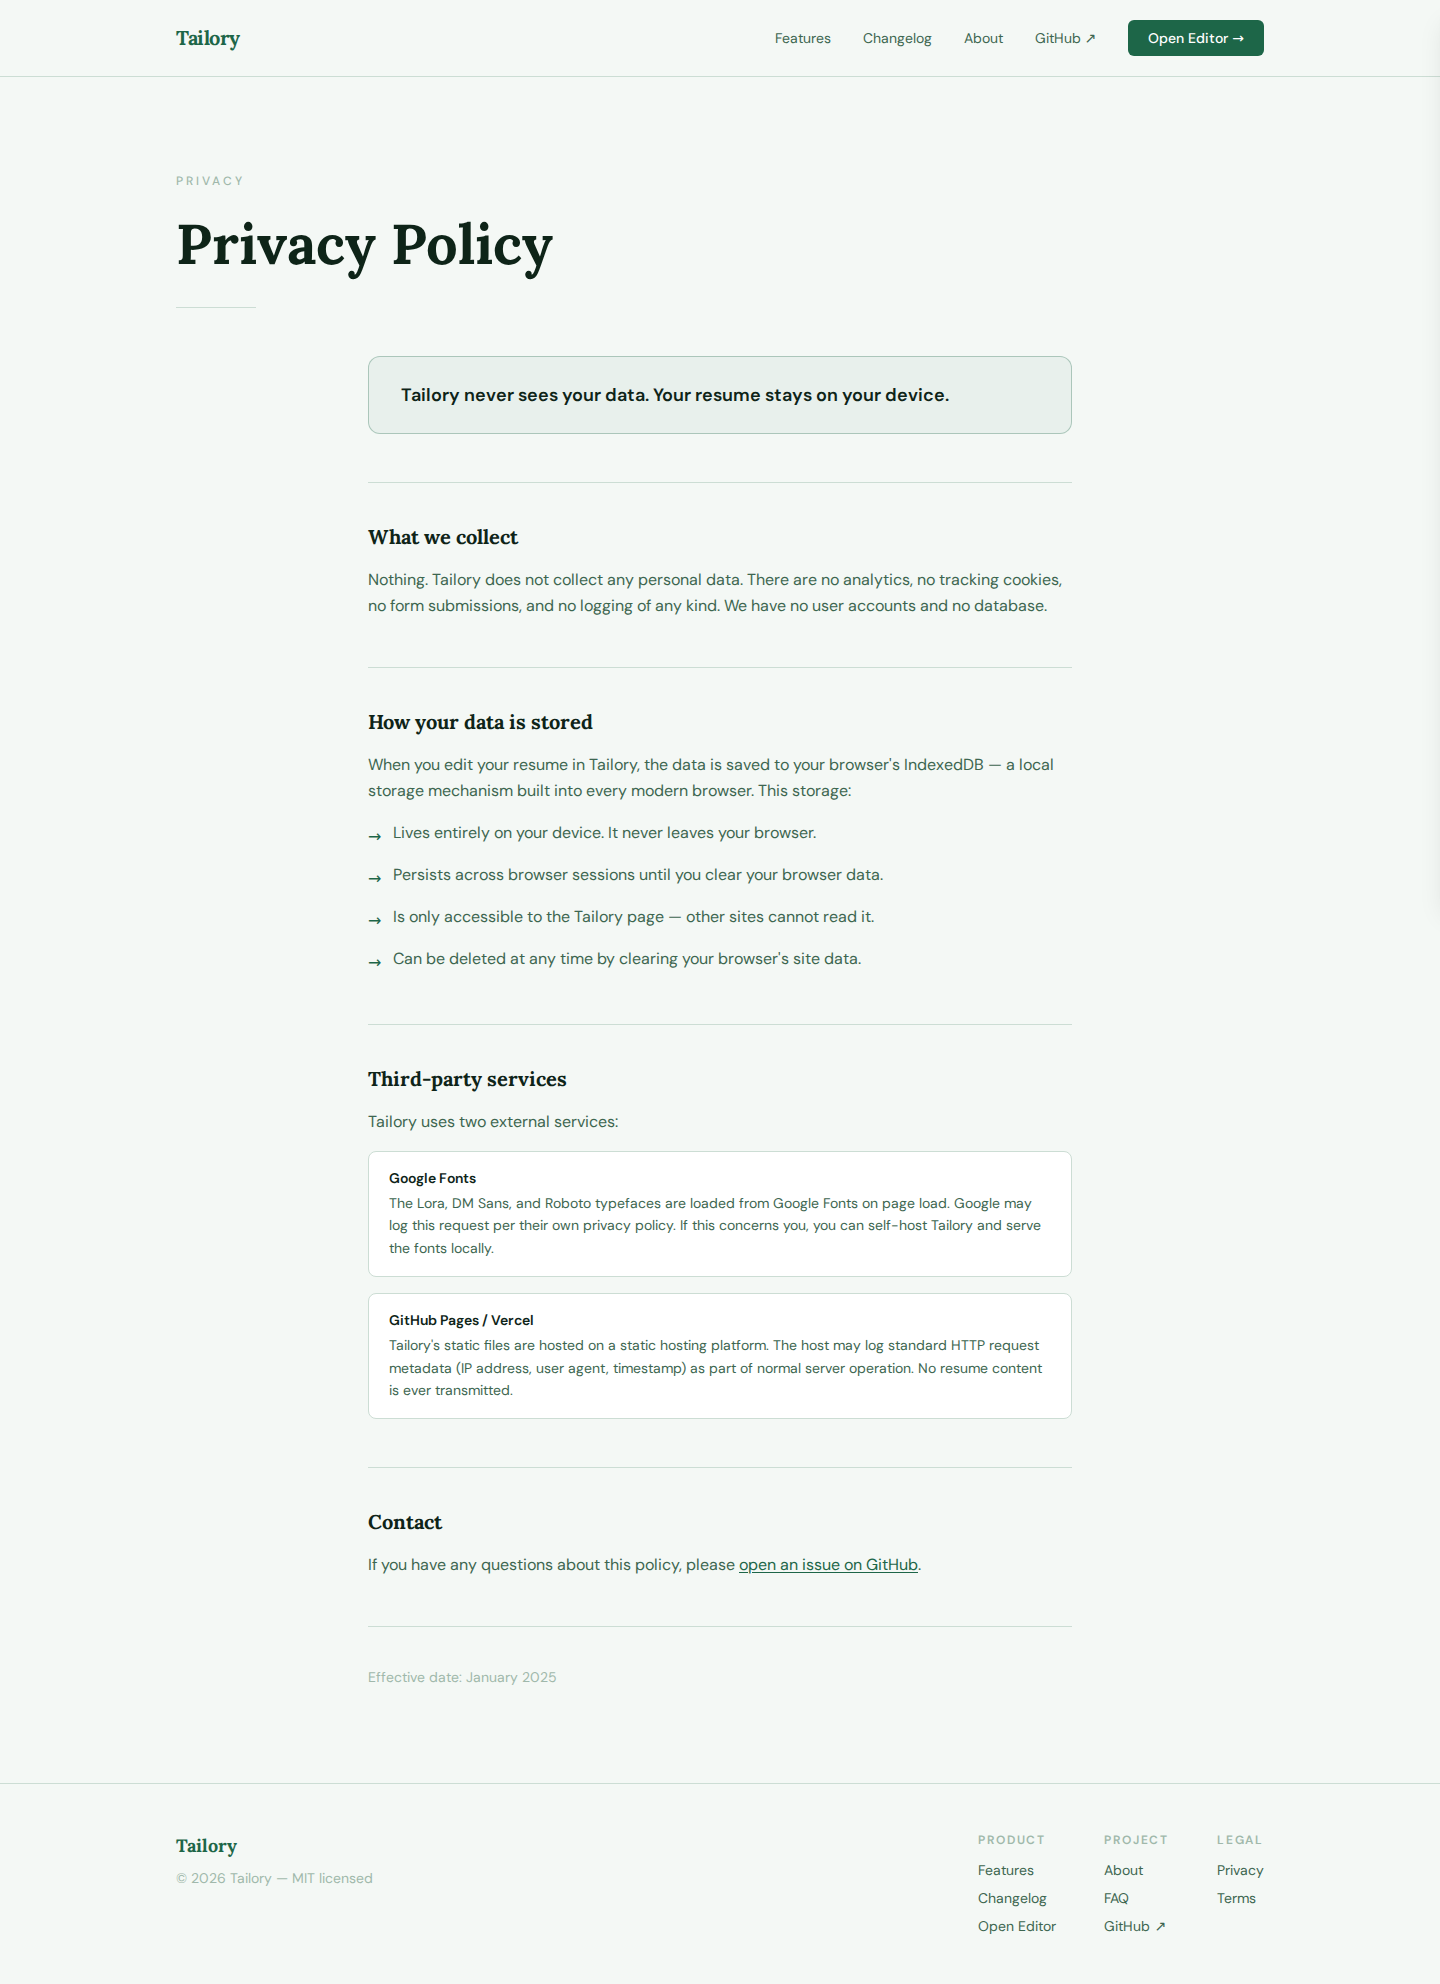 Tailory
Features
Changelog
About
GitHub ↗
Open Editor →
PRIVACY
Privacy Policy
Tailory never sees your data. Your resume stays on your device.
What we collect
Nothing. Tailory does not collect any personal data. There are no analytics, no tracking cookies,
no form submissions, and no logging of any kind. We have no user accounts and no database.
How your data is stored
When you edit your resume in Tailory, the data is saved to your browser's IndexedDB — a local
storage mechanism built into every modern browser. This storage:
→ Lives entirely on your device. It never leaves your browser.
→ Persists across browser sessions until you clear your browser data.
→ Is only accessible to the Tailory page — other sites cannot read it.
→ Can be deleted at any time by clearing your browser's site data.
Third-party services
Tailory uses two external services:
Google Fonts
The Lora, DM Sans, and Roboto typefaces are loaded from Google Fonts on page load. Google may
log this request per their own privacy policy. If this concerns you, you can self-host Tailory and serve
the fonts locally.
GitHub Pages / Vercel
Tailory's static files are hosted on a static hosting platform. The host may log standard HTTP request
metadata (IP address, user agent, timestamp) as part of normal server operation. No resume content
is ever transmitted.
Contact
If you have any questions about this policy, please open an issue on GitHub.
Effective date: January 2025
Tailory
© 2026 Tailory — MIT licensed
PRODUCT
Features
Changelog
Open Editor
PROJECT
About
FAQ
GitHub ↗
LEGAL
Privacy
Terms